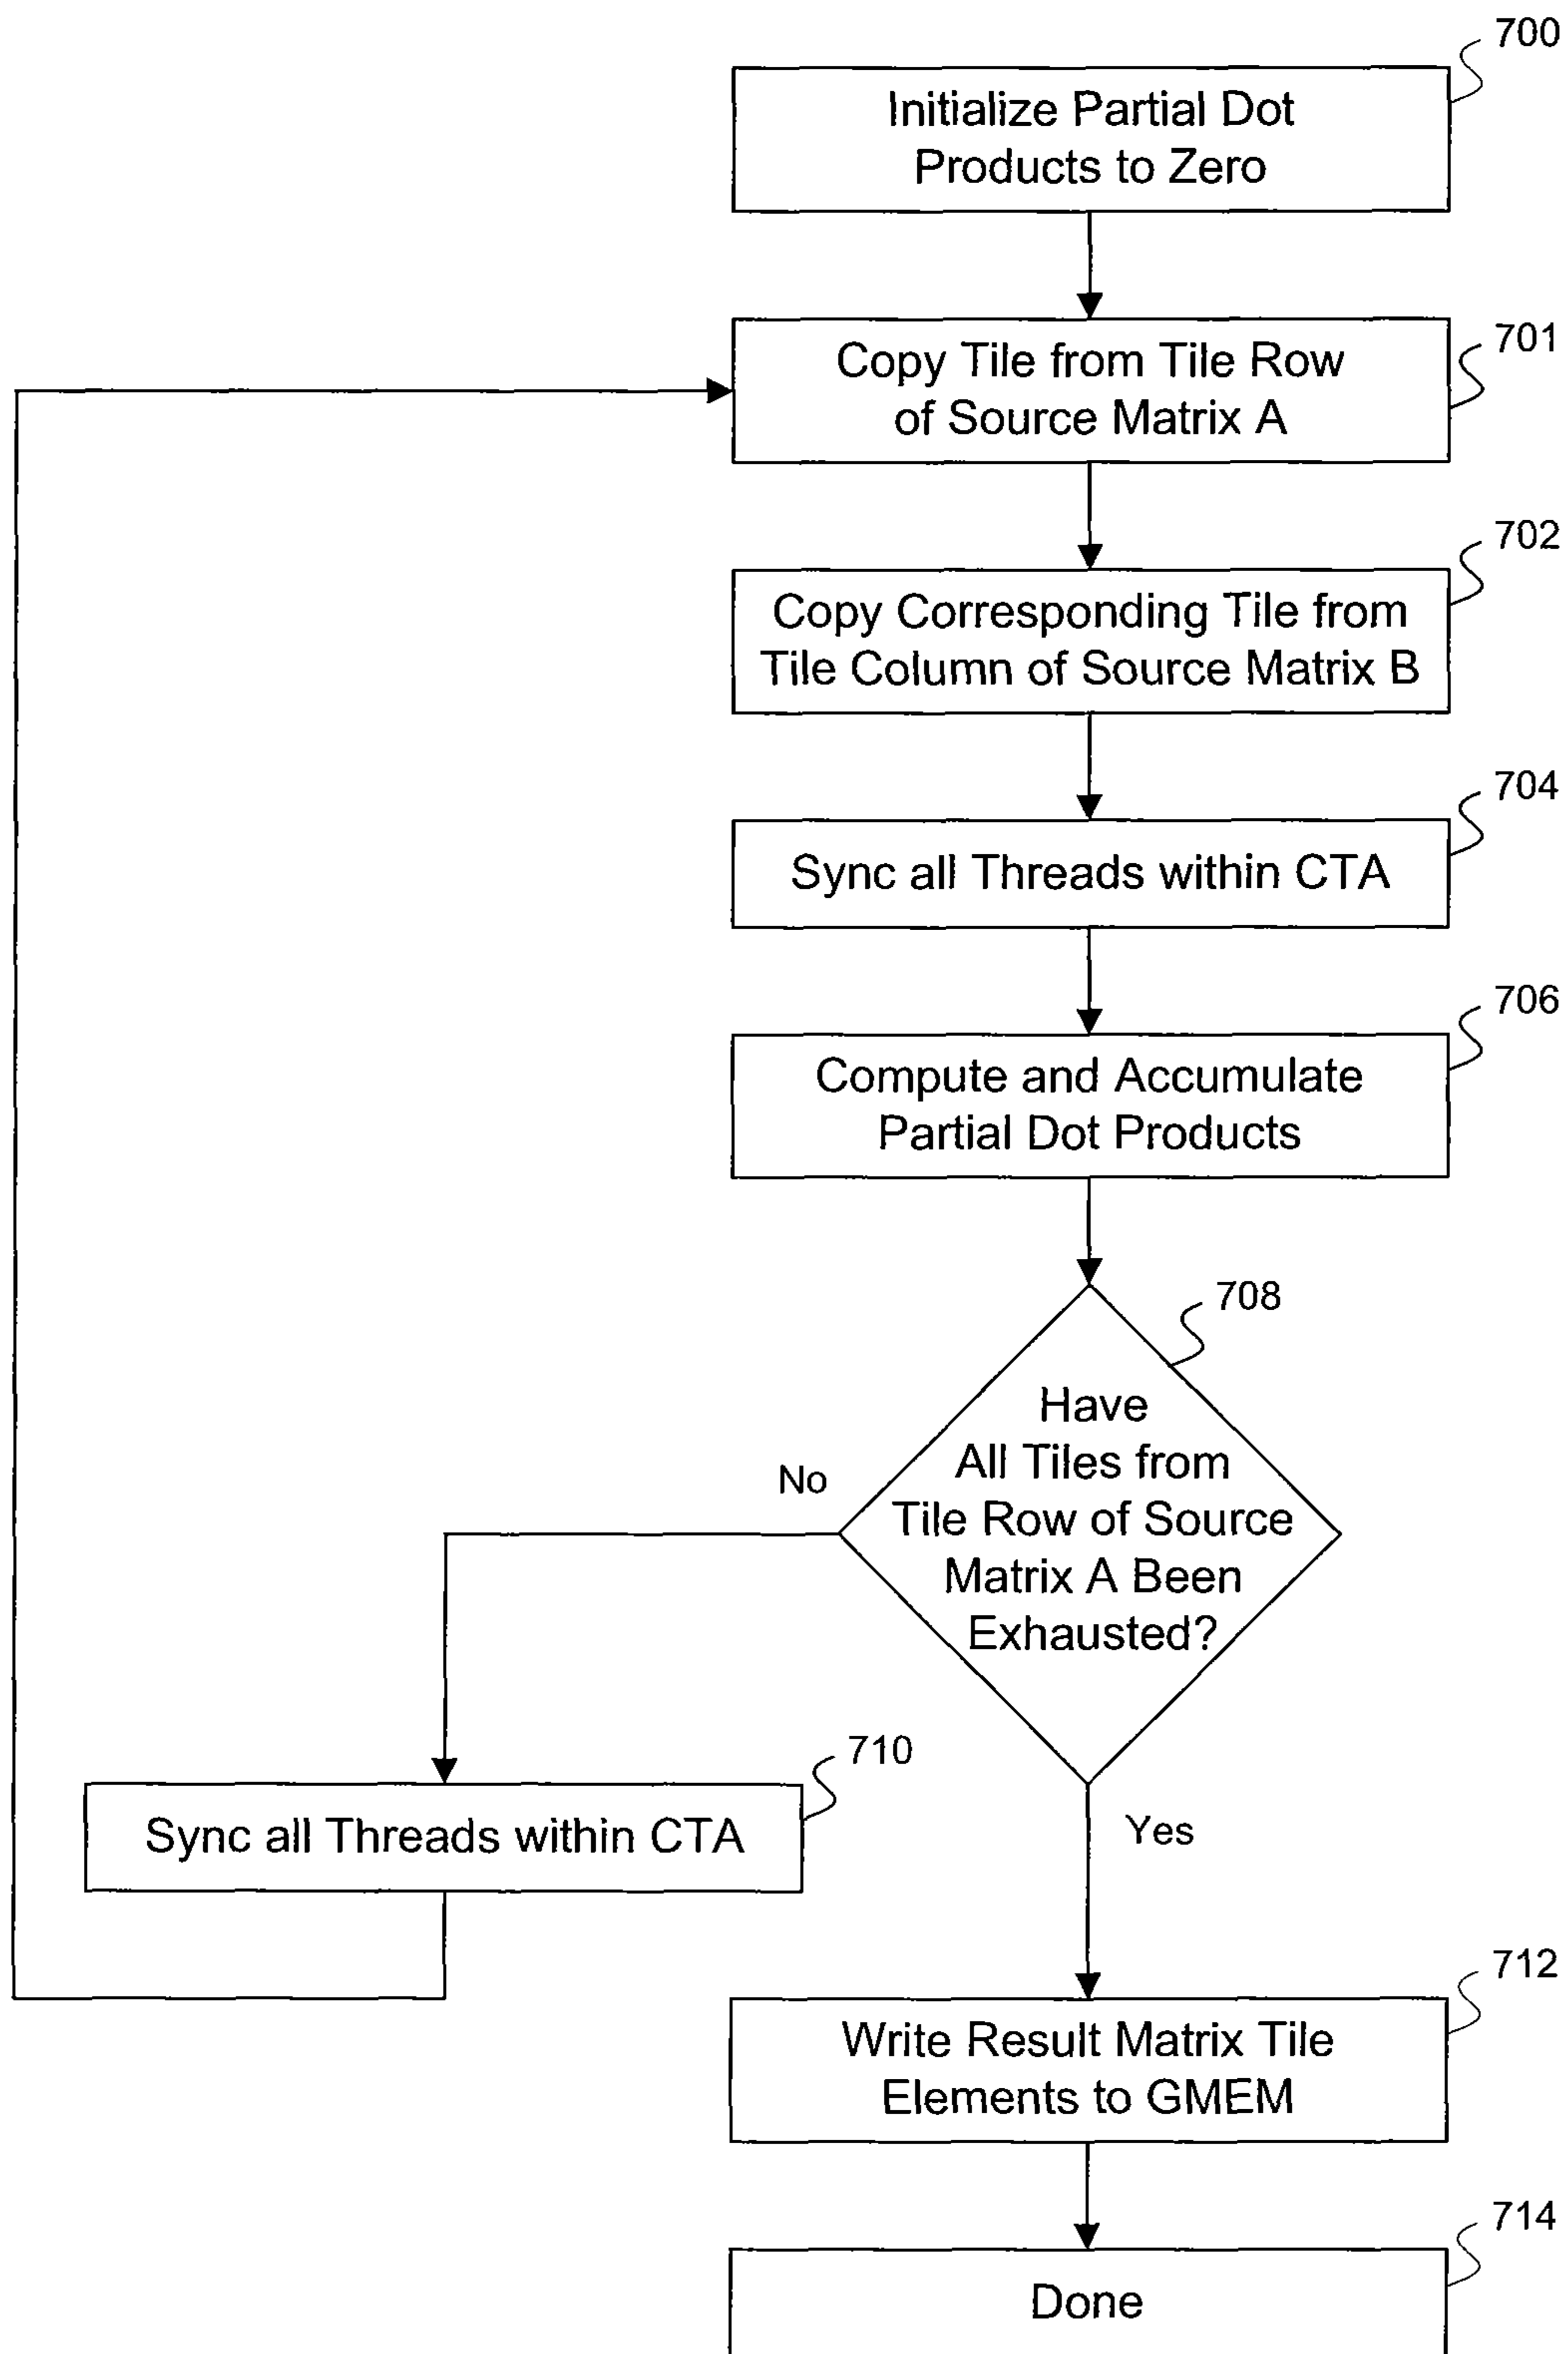 700
Initialize Partial Dot
Products to Zero
701
Copy Tile from Tile Row
of Source Matrix A
702
Copy Corresponding Tile from
Tile Column of Source Matrix B
704
Sync all Threads within CTA
706
Compute and Accumulate
Partial Dot Products
708
Have
All Tiles from
Tile Row of Source
Matrix A Been
Exhausted?
No
710
Sync all Threads within CTA
Yes
712
Write Result Matrix Tile
Elements to GMEM
714
Done